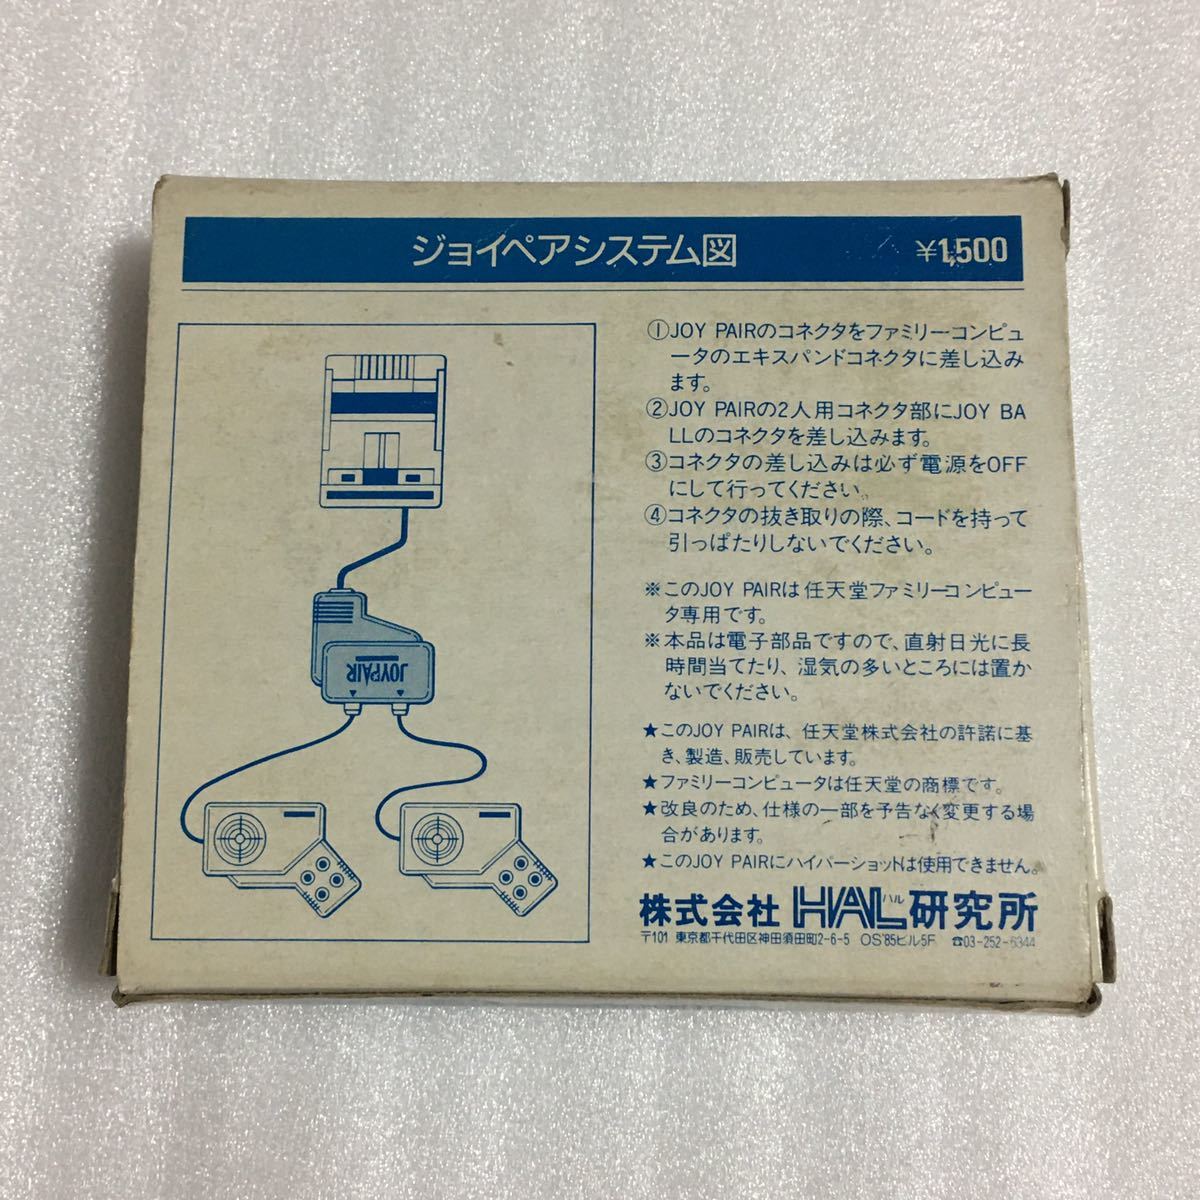 ジョイペアシステム図 ¥1,500
①JOY PAIRのコネクタをファミリーコンピュ
ータのエキスパンドコネクタに差し込み
ます。
②JOY PAIRの2人用コネクタ部にJOY BA
LLのコネクタを差し込みます。
③コネクタの差し込みは必ず電源をOFF
にして行ってください。
④コネクタの抜き取りの際、コードを持って
引っぱたりしないでください。
※このJOY PAIRは任天堂ファミリーコンピュー
タ専用です。
※本品は電子部品ですので、直射日光に長
時間当てたり、湿気の多いところには置か
ないでください。
★このJOY PAIRは、任天堂株式会社の許諾に基
き、製造、販売しています。
★ファミリーコンピュータは任天堂の商標です。
★改良のため、仕様の一部を予告なく変更する場
合があります。
★このJOY PAIRにハイパーショットは使用できません。
株式会社 HAL研究所
ハル
〒101 東京都千代田区神田須田町2-6-5 OS'85ビル5F ☎03-252-6344
JOYPAIR